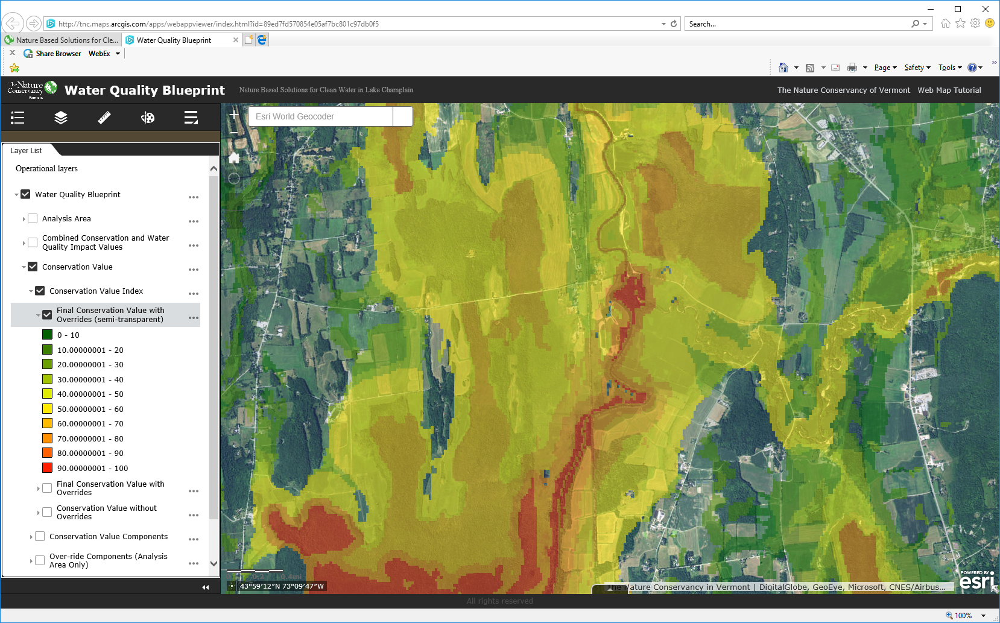 http://tnc.maps.arcgis.com/apps/webappviewer/index.html?id=89ed7fd570854e05af7bc801c97db0f5
Search...
Nature Based Solutions for Cle...
Water Quality Blueprint
Share Browser WebEx
Page Safety Tools
The Nature Conservancy Vermont
Water Quality Blueprint
Nature Based Solutions for Clean Water in Lake Champlain
The Nature Conservancy of Vermont Web Map Tutorial
Esri World Geocoder
Layer List
Operational layers
Water Quality Blueprint
Analysis Area
Combined Conservation and Water
Quality Impact Values
Conservation Value
Conservation Value Index
Final Conservation Value with
Overrides (semi-transparent)
0 - 10
10.00000001 - 20
20.00000001 - 30
30.00000001 - 40
40.00000001 - 50
50.00000001 - 60
60.00000001 - 70
70.00000001 - 80
80.00000001 - 90
90.00000001 - 100
Final Conservation Value with
Overrides
Conservation Value without
Overrides
Conservation Value Components
Over-ride Components (Analysis
Area Only)
0.2 0.4mi
43°59'12"N 73°09'47"W
The Nature Conservancy in Vermont | DigitalGlobe, GeoEye, Microsoft, CNES/Airbus...
POWERED BY
esri
All rights reserved
100%